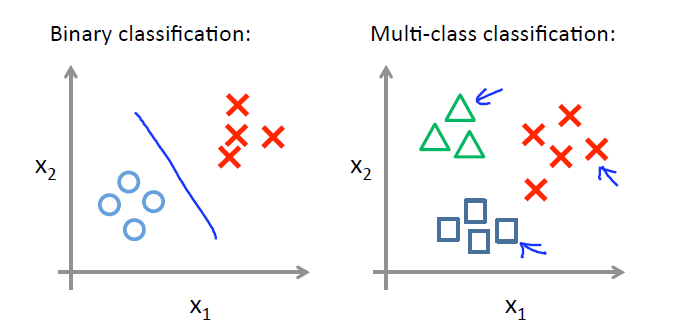 Binary classification:
Multi-class classification:
x₂
x₁
x₂
x₁